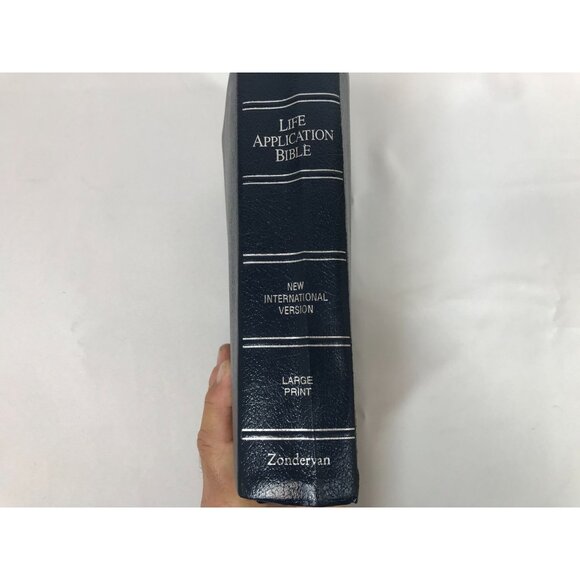 LIFE
APPLICATION
BIBLE
NEW
INTERNATIONAL
VERSION
LARGE
PRINT
Zondervan